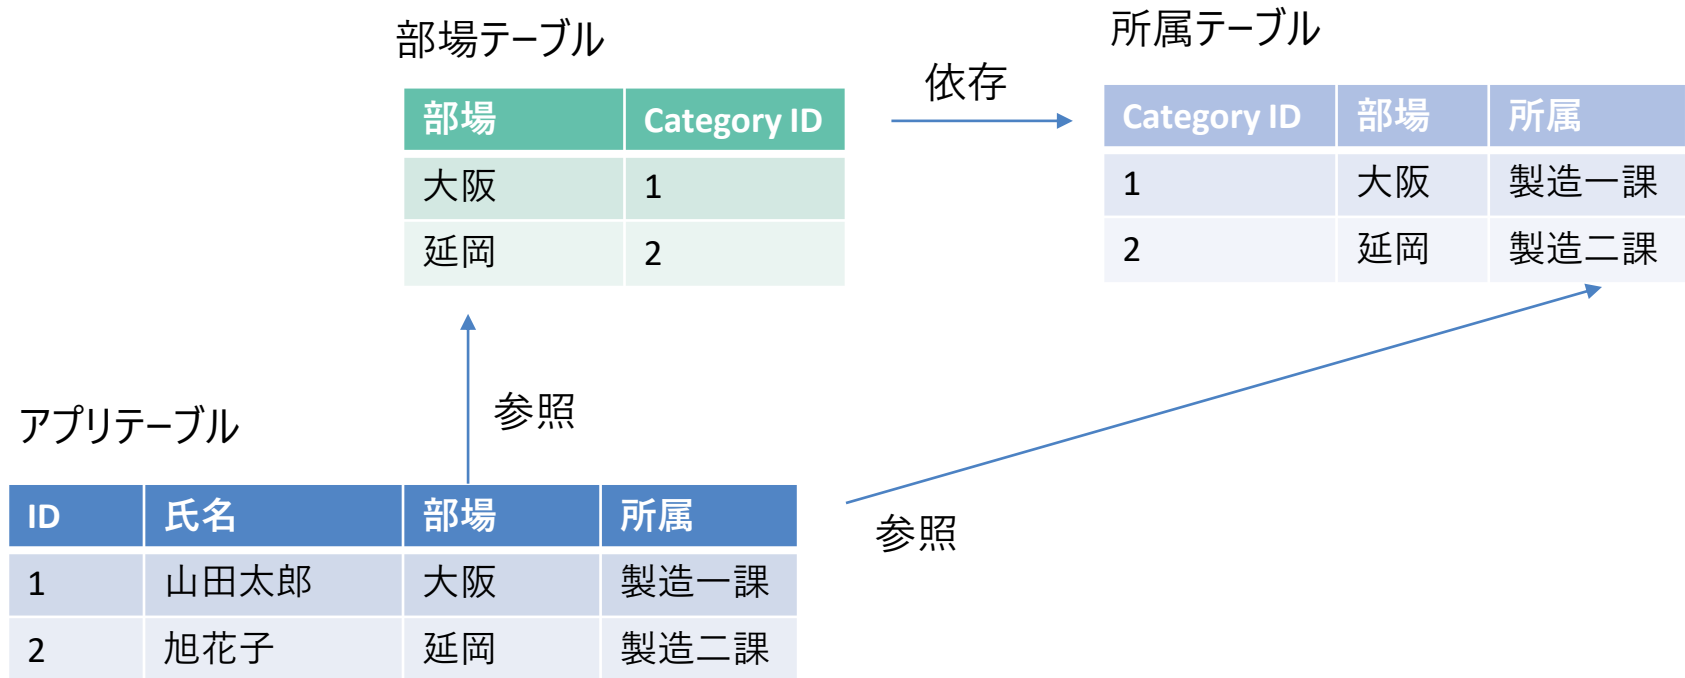 部場テーブル
所属テーブル
依存
部場 Category ID
大阪 1
延岡 2
Category ID 部場 所属
1 大阪 製造一課
2 延岡 製造二課
参照
アプリテーブル
参照
ID 氏名 部場 所属
1 山田太郎 大阪 製造一課
2 旭花子 延岡 製造二課